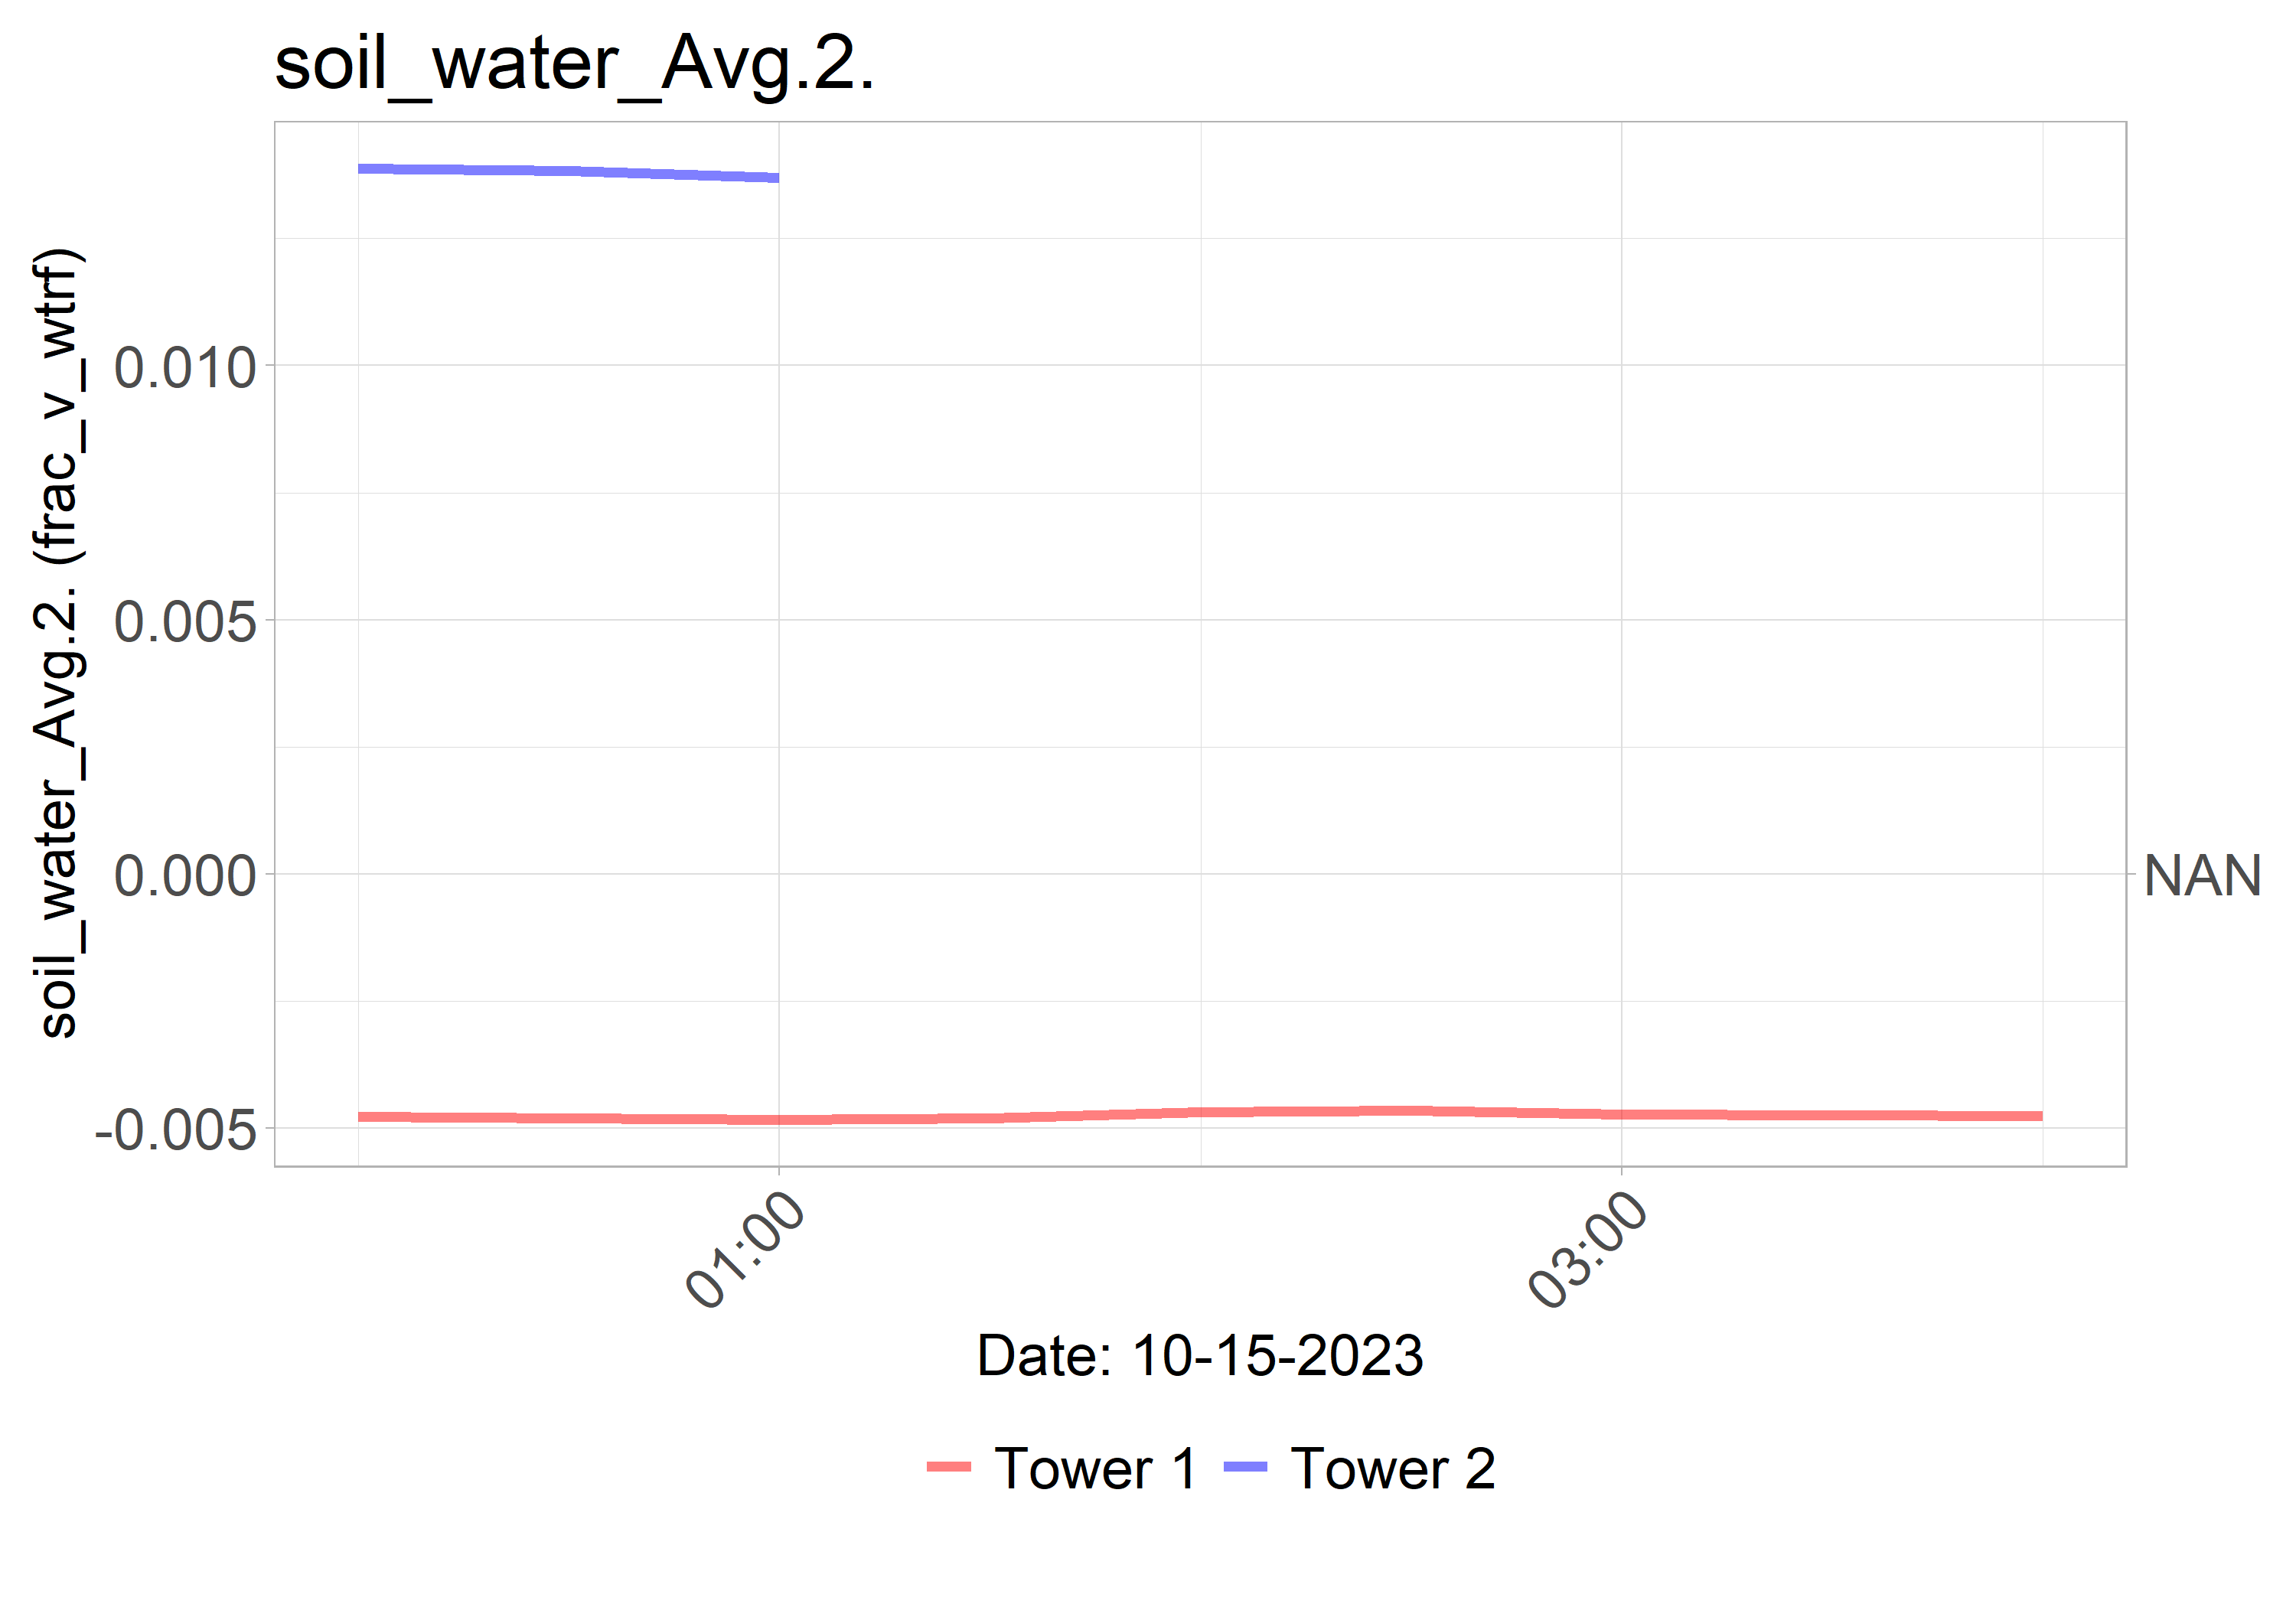 soil_water_Avg.2.
soil_water_Avg.2. (frac_v_wtrf)
0.010
0.005
0.000
-0.005
NAN
01:00
03:00
Date: 10-15-2023
Tower 1
Tower 2